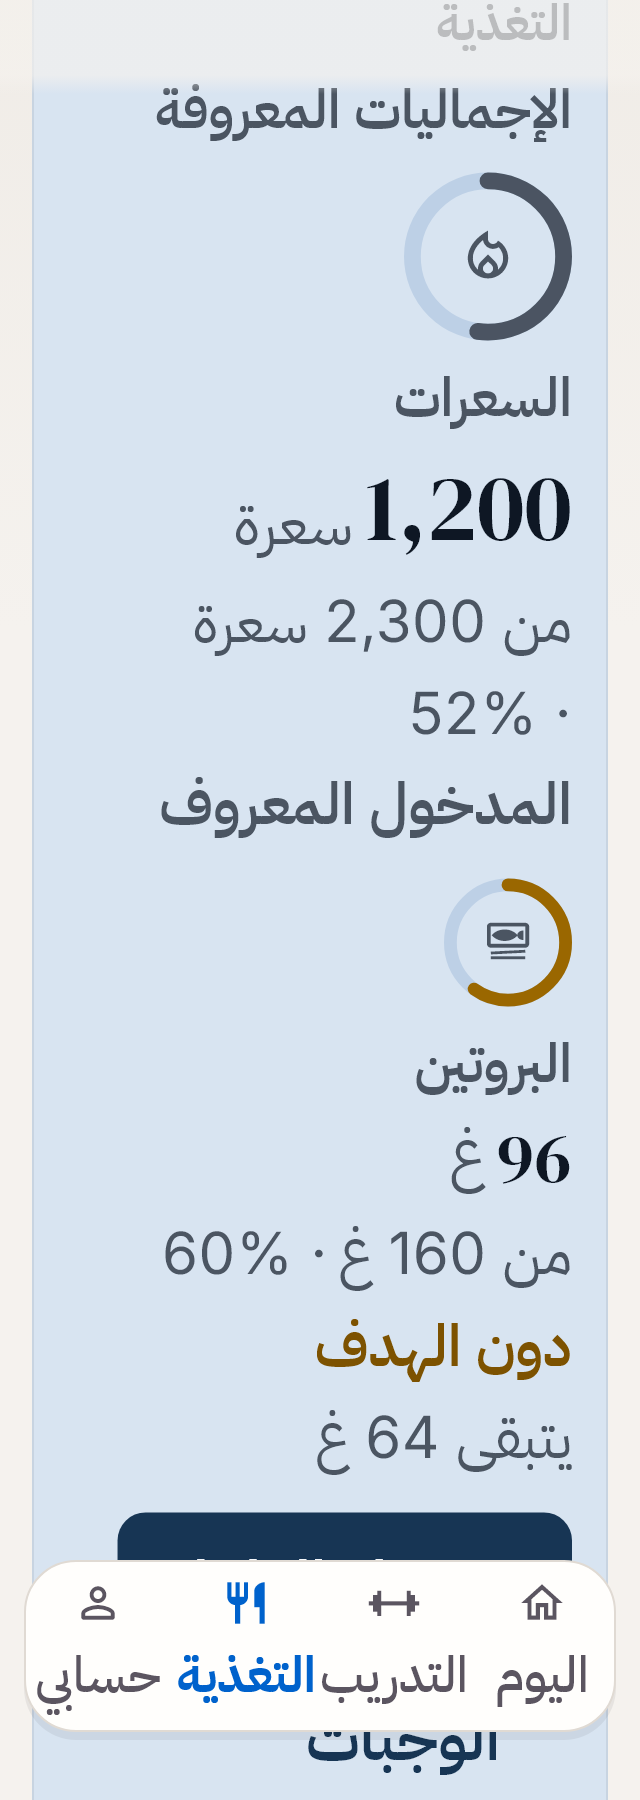 التغذية
الإجماليات المعروفة
السعرات
1,200 سعرة
من 2,300 سعرة
· 52%
المدخول المعروف
البروتين
96 غ
من 160 غ · 60%
دون الهدف
يتبقى 64 غ
الوجبات
اليوم
التدريب
التغذية
حسابي